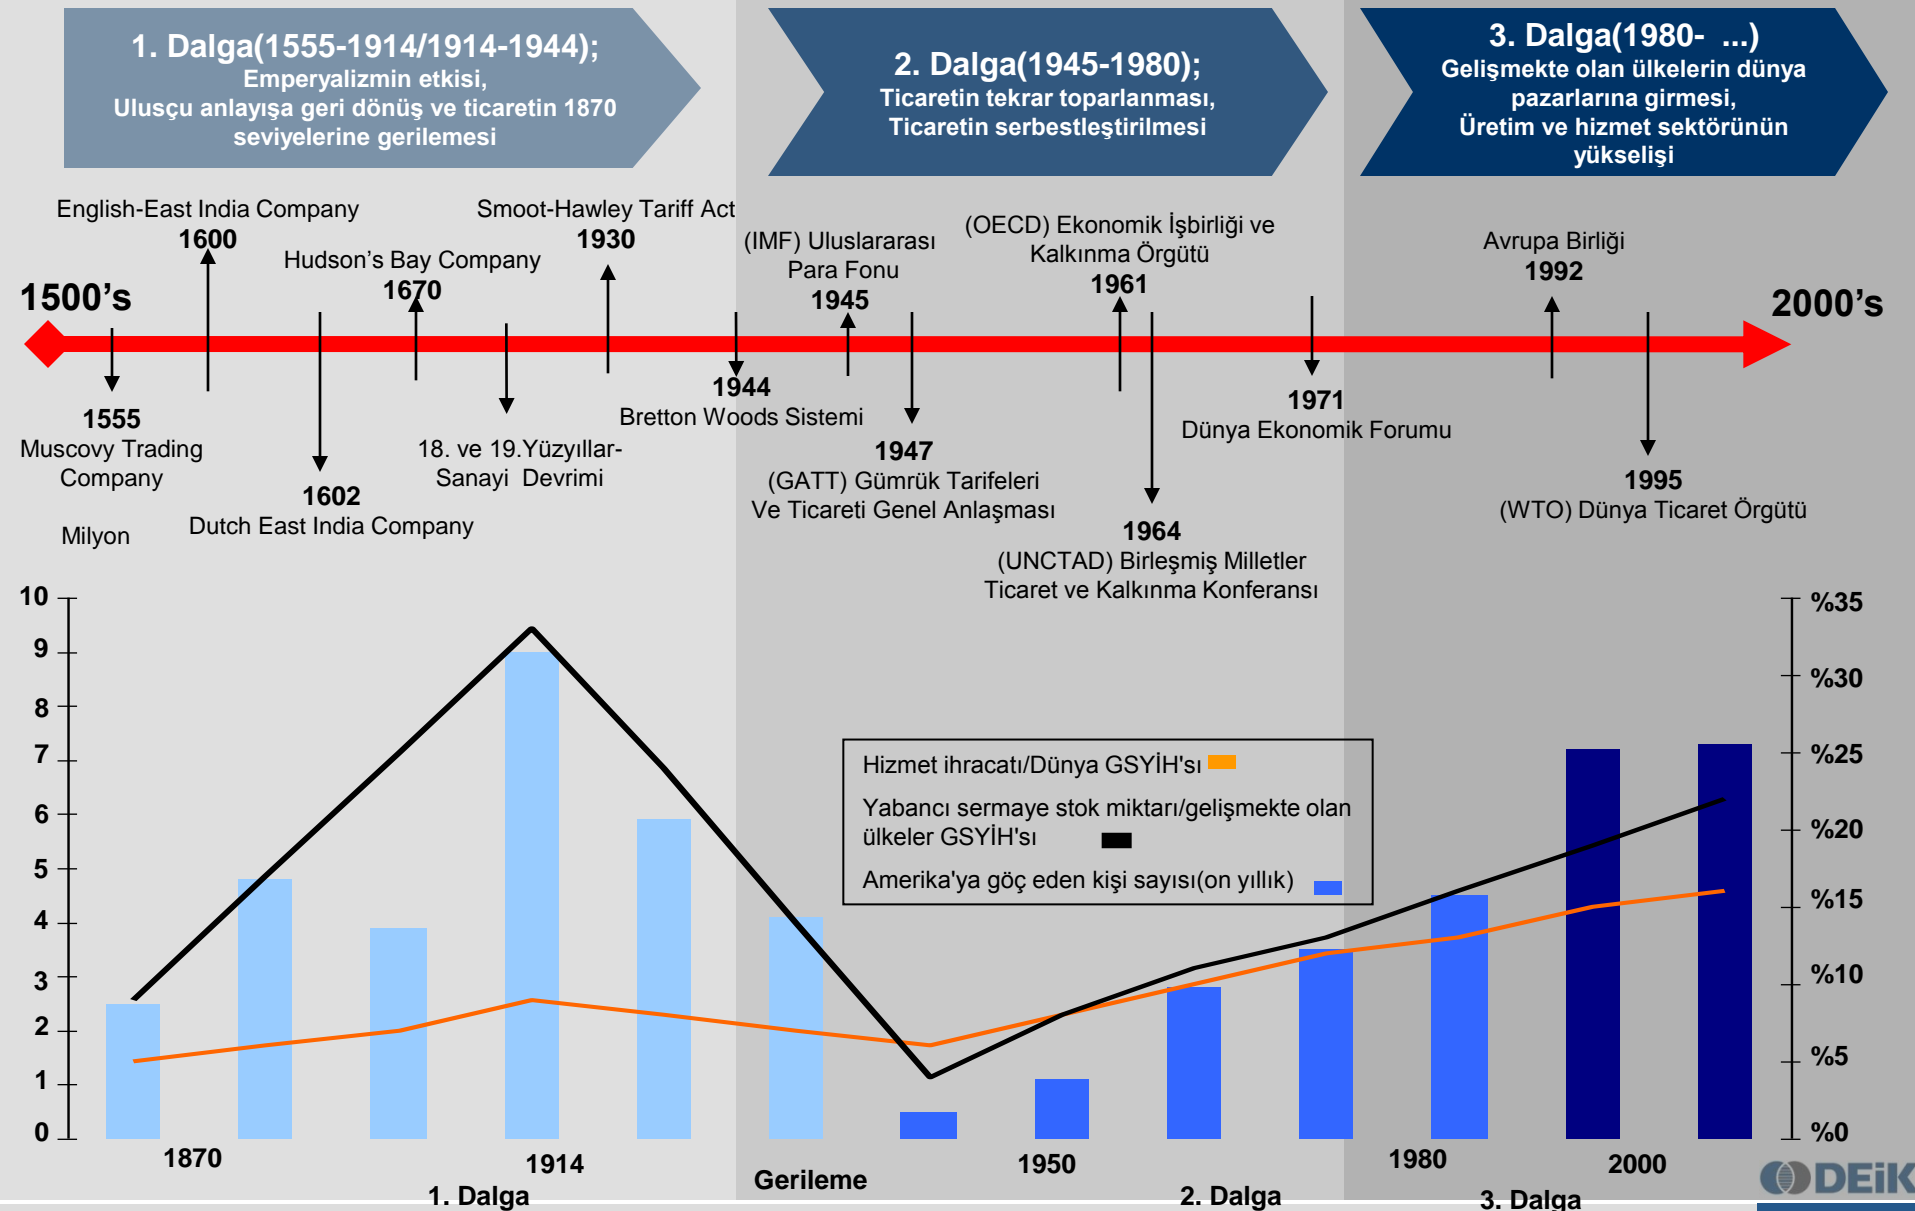 1. Dalga(1555-1914/1914-1944);
Emperyalizmin etkisi,
Ulusçu anlayışa geri dönüş ve ticaretin 1870
seviyelerine gerilemesi
2. Dalga(1945-1980);
Ticaretin tekrar toparlanması,
Ticaretin serbestleştirilmesi
3. Dalga(1980- ...)
Gelişmekte olan ülkelerin dünya
pazarlarına girmesi,
Üretim ve hizmet sektörünün
yükselişi
English-East India Company
1600
Hudson's Bay Company
1670
Smoot-Hawley Tariff Act
1930
(IMF) Uluslararası
Para Fonu
1945
(OECD) Ekonomik İşbirliği ve
Kalkınma Örgütü
1961
Avrupa Birliği
1992
1500's
2000's
1555
Muscovy Trading
Company
1602
Dutch East India Company
18. ve 19.Yüzyıllar-
Sanayi Devrimi
1944
Bretton Woods Sistemi
1947
(GATT) Gümrük Tarifeleri
Ve Ticareti Genel Anlaşması
1964
(UNCTAD) Birleşmiş Milletler
Ticaret ve Kalkınma Konferansı
1971
Dünya Ekonomik Forumu
1995
(WTO) Dünya Ticaret Örgütü
Milyon
10
9
8
7
6
5
4
3
2
1
0
%35
%30
%25
%20
%15
%10
%5
%0
Hizmet ihracatı/Dünya GSYİH'sı
Yabancı sermaye stok miktarı/gelişmekte olan
ülkeler GSYİH'sı
Amerika'ya göç eden kişi sayısı(on yıllık)
1870
1914
1950
1980
2000
1. Dalga
Gerileme
2. Dalga
3. Dalga
DEiK